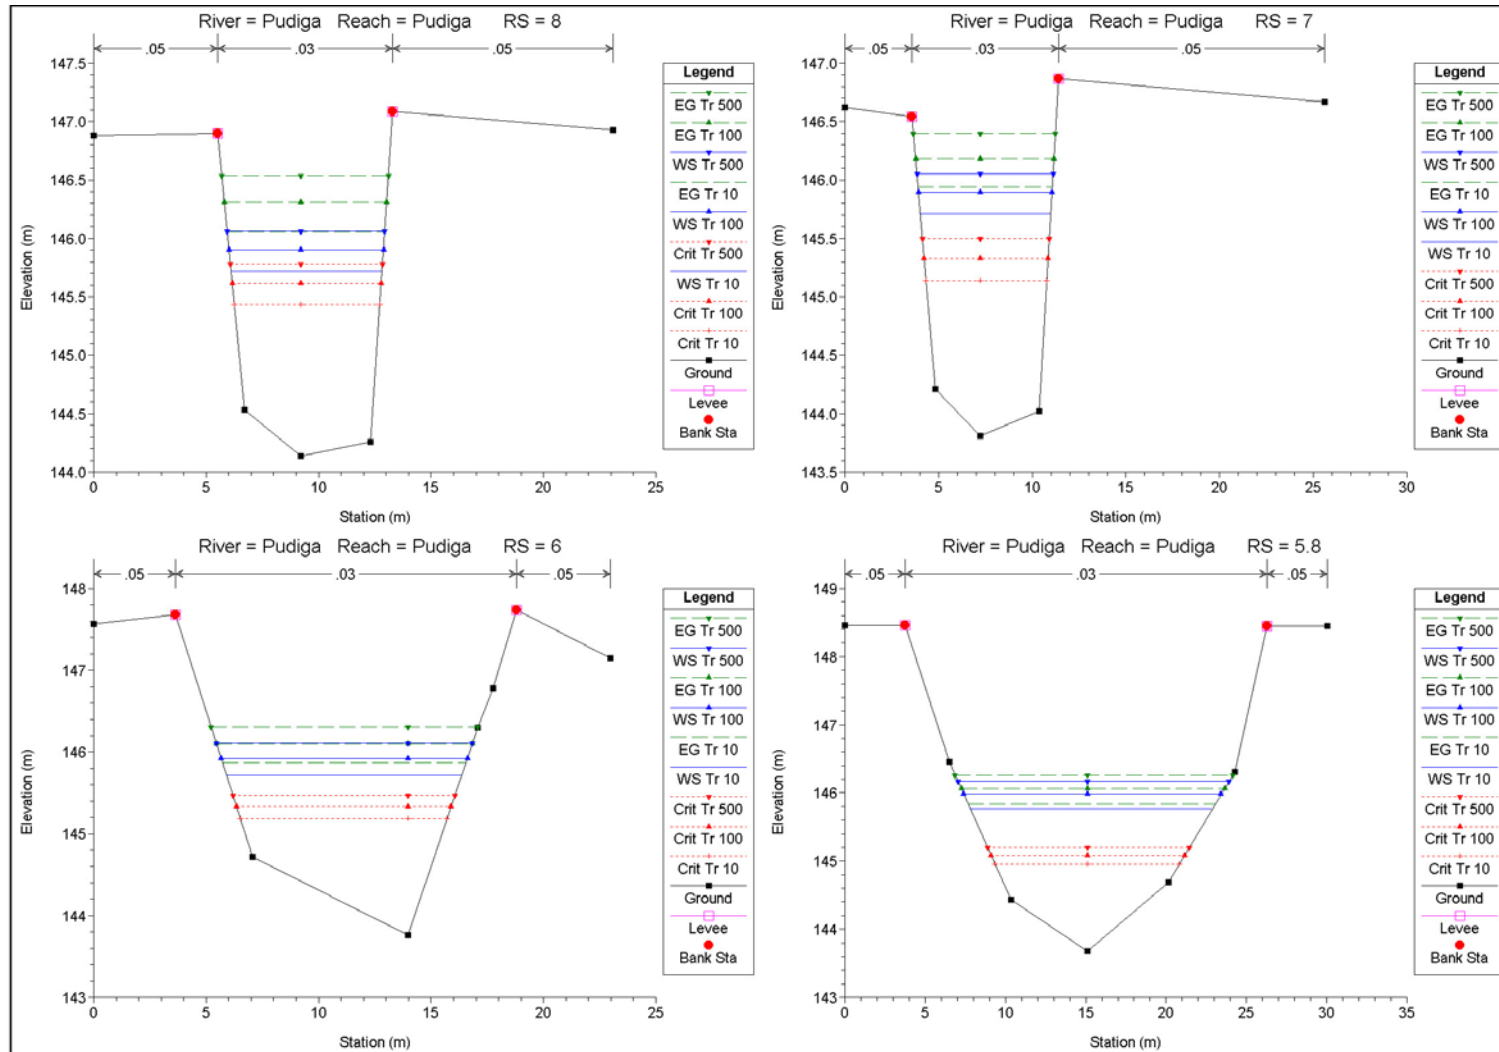 River = Pudiga Reach = Pudiga RS = 8
.05 .03 .05
147.5
147.0
146.5
146.0
145.5
145.0
144.5
144.0
Elevation (m)
0 5 10 15 20 25
Station (m)
Legend
EG Tr 500
EG Tr 100
WS Tr 500
EG Tr 10
WS Tr 100
Crit Tr 500
WS Tr 10
Crit Tr 100
Crit Tr 10
Ground
Levee
Bank Sta
River = Pudiga Reach = Pudiga RS = 7
.05 .03 .05
147.0
146.5
146.0
145.5
145.0
144.5
144.0
143.5
Elevation (m)
0 5 10 15 20 25 30
Station (m)
Legend
EG Tr 500
EG Tr 100
WS Tr 500
EG Tr 10
WS Tr 100
WS Tr 10
Crit Tr 500
Crit Tr 100
Crit Tr 10
Ground
Levee
Bank Sta
River = Pudiga Reach = Pudiga RS = 6
.05 .03 .05
148
147
146
145
144
143
Elevation (m)
0 5 10 15 20 25
Station (m)
Legend
EG Tr 500
WS Tr 500
EG Tr 100
WS Tr 100
EG Tr 10
WS Tr 10
Crit Tr 500
Crit Tr 100
Crit Tr 10
Ground
Levee
Bank Sta
River = Pudiga Reach = Pudiga RS = 5.8
.05 .03 .05
149
148
147
146
145
144
143
Elevation (m)
0 5 10 15 20 25 30 35
Station (m)
Legend
EG Tr 500
WS Tr 500
EG Tr 100
WS Tr 100
EG Tr 10
WS Tr 10
Crit Tr 500
Crit Tr 100
Crit Tr 10
Ground
Levee
Bank Sta